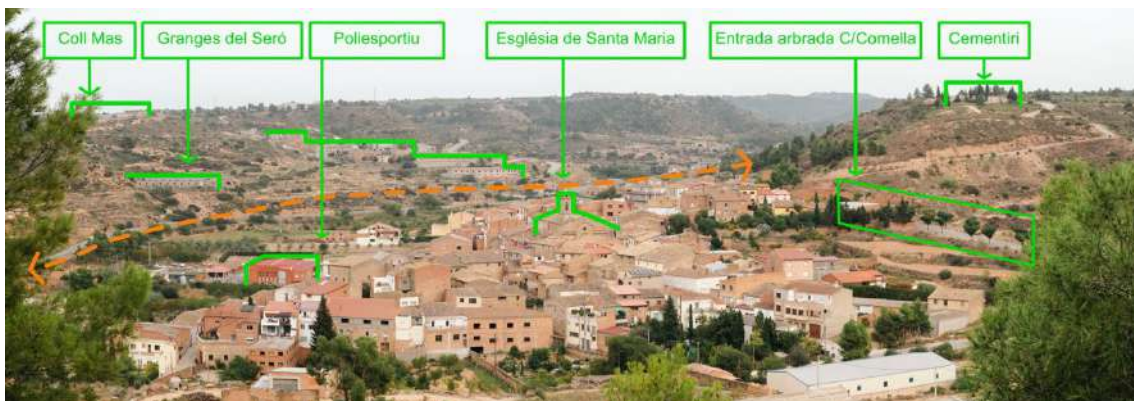 Coll Mas
Granges del Seró
Poliesportiu
Església de Santa Maria
Entrada arbrada C/Comella
Cementiri